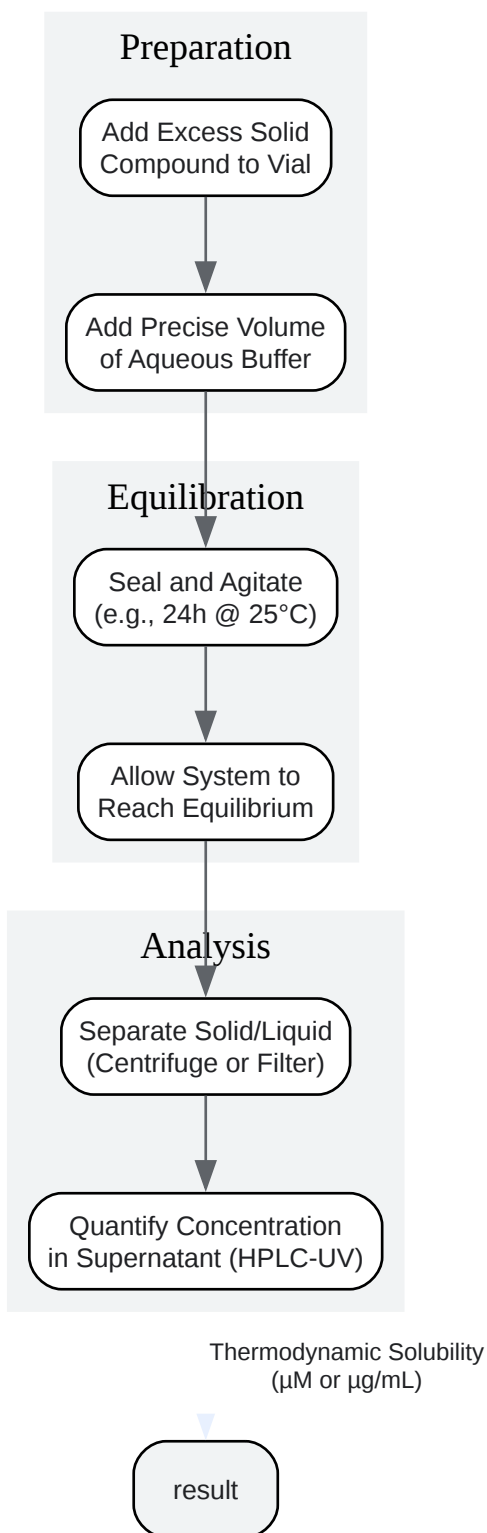 Preparation
Add Excess Solid
Compound to Vial
Add Precise Volume
of Aqueous Buffer
Equilibration
Seal and Agitate
(e.g., 24h @ 25°C)
Allow System to
Reach Equilibrium
Analysis
Separate Solid/Liquid
(Centrifuge or Filter)
Quantify Concentration
in Supernatant (HPLC-UV)
Thermodynamic Solubility
(µM or µg/mL)
result